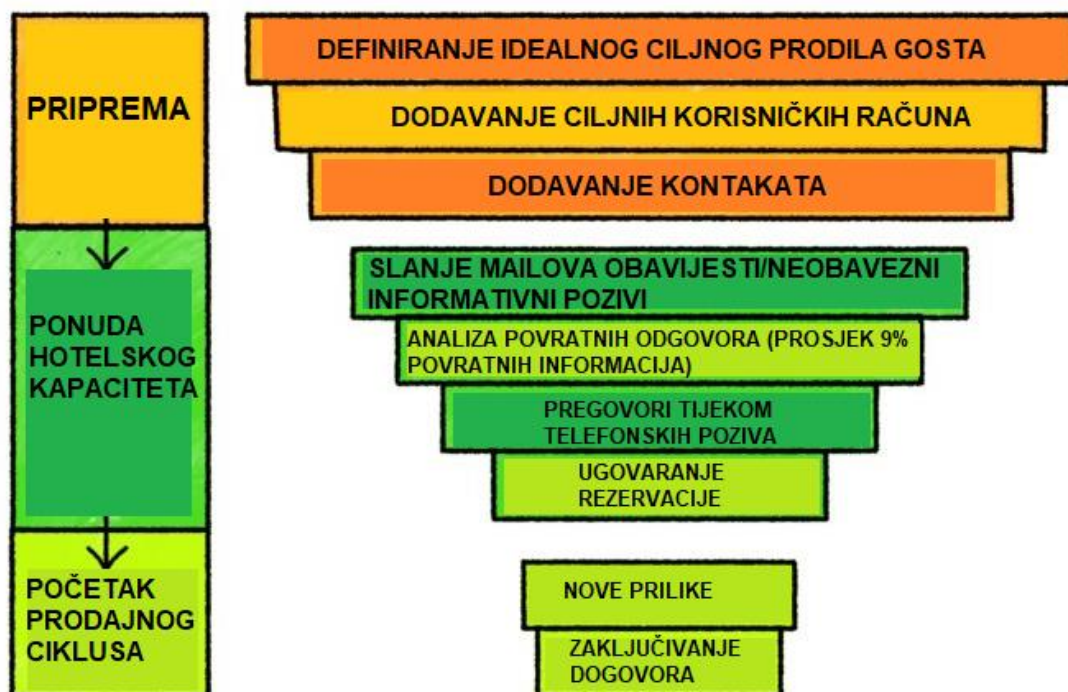 PRIPREMA
DEFINIRANJE IDEALNOG CILJNOG PRODILA GOSTA
DODAVANJE CILJNIH KORISNIČKIH RAČUNA
DODAVANJE KONTAKATA
PONUDA
HOTELSKOG
KAPACITETA
SLANJE MAILOVA OBAVIJESTI/NEOBAVEZNI
INFORMATIVNI POZIVI
ANALIZA POVRATNIH ODGOVORA (PROSJEK 9%
POVRATNIH INFORMACIJA)
PREGOVORI TIJEKOM
TELEFONSKIH POZIVA
UGOVARANJE
REZERVACIJE
POČETAK
PRODAJNOG
CIKLUSA
NOVE PRILIKE
ZAKLJUČIVANJE
DOGOVORA